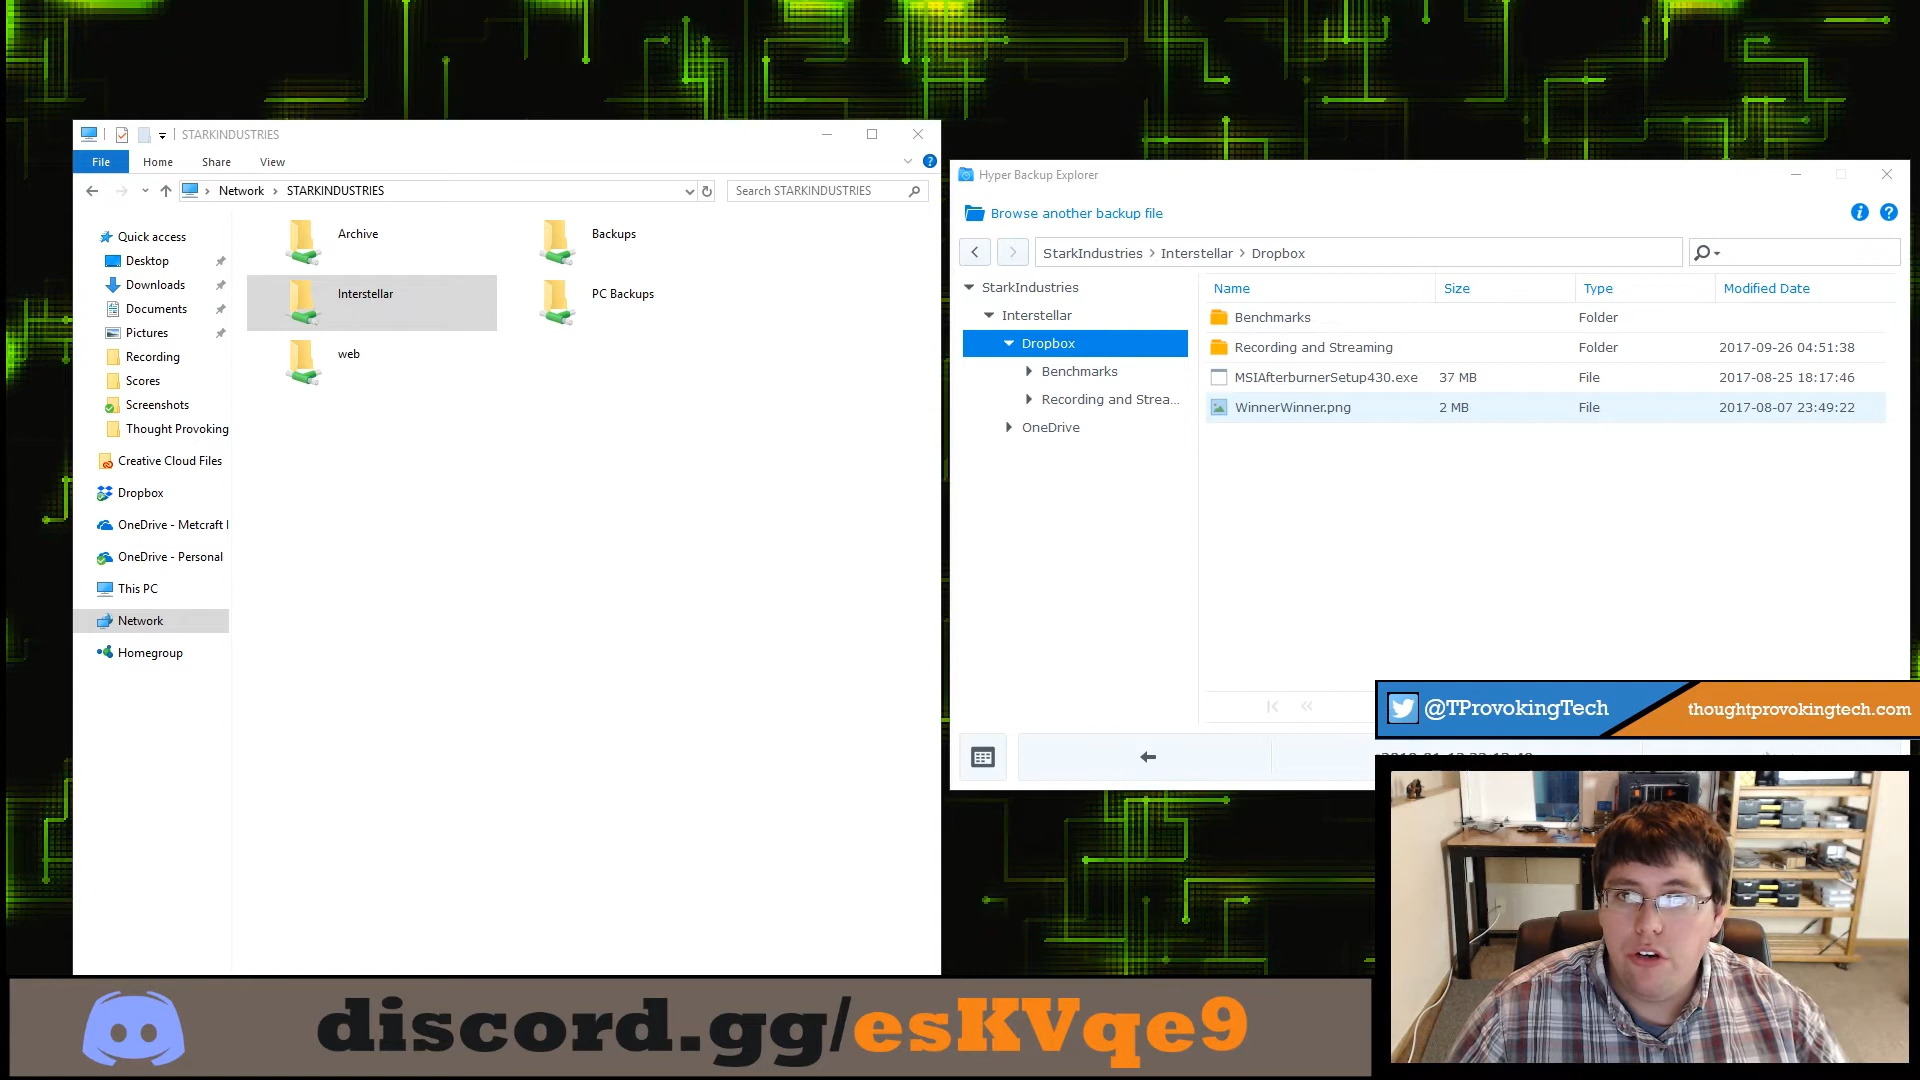 STARKINDUSTRIES
File Home Share View
Network > STARKINDUSTRIES
Search STARKINDUSTRIES
Quick access
Desktop
Downloads
Documents
Pictures
Recording
Scores
Screenshots
Thought Provoking
Creative Cloud Files
Dropbox
OneDrive - Metcraft I
OneDrive - Personal
This PC
Network
Homegroup
Archive
Backups
Interstellar
PC Backups
web
Hyper Backup Explorer
Browse another backup file
StarkIndustries > Interstellar > Dropbox
StarkIndustries
Interstellar
Dropbox
Benchmarks
Recording and Strea...
OneDrive
Name Size Type Modified Date
Benchmarks Folder
Recording and Streaming Folder 2017-09-26 04:51:38
MSIAfterburnerSetup430.exe 37 MB File 2017-08-25 18:17:46
WinnerWinner.png 2 MB File 2017-08-07 23:49:22
@TProvokingTech
thoughtprovokingtech.com
discord.gg/esKVqe9